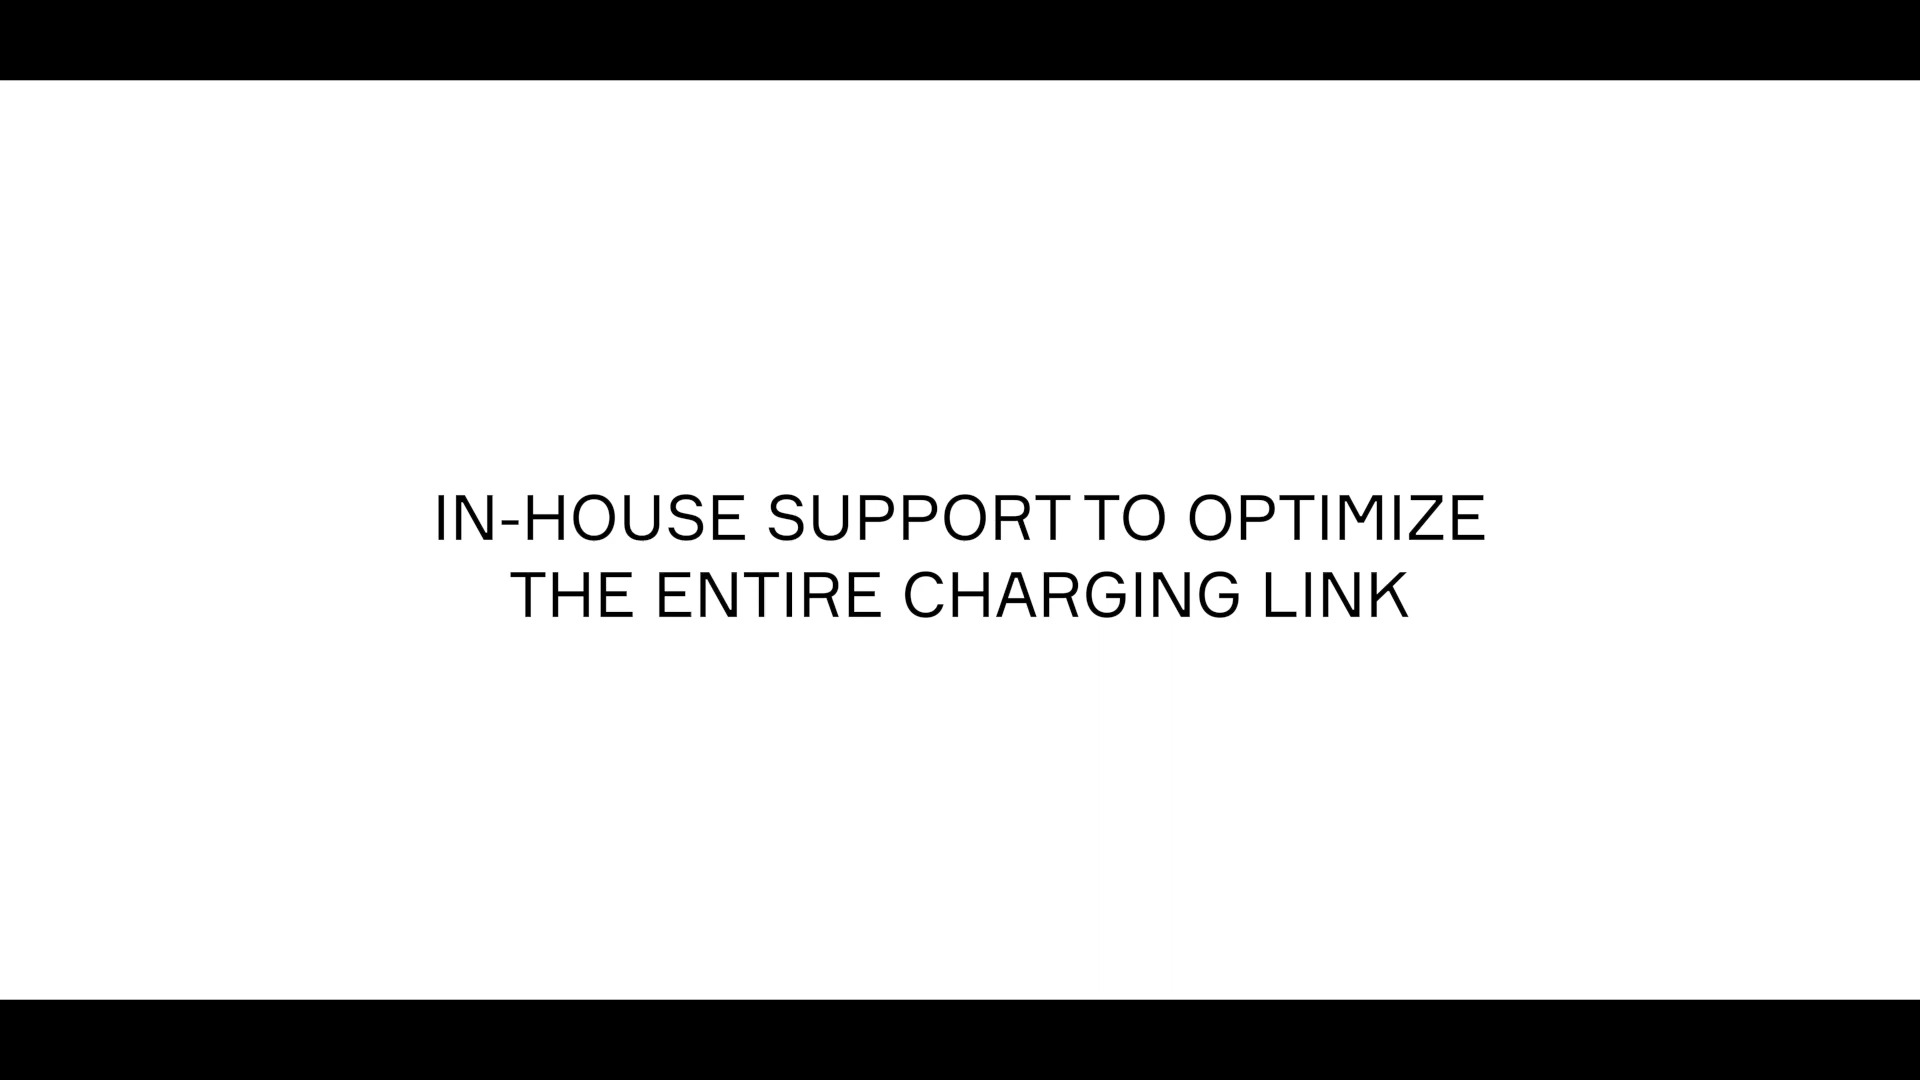 IN-HOUSE SUPPORT TO OPTIMIZE
THE ENTIRE CHARGING LINK